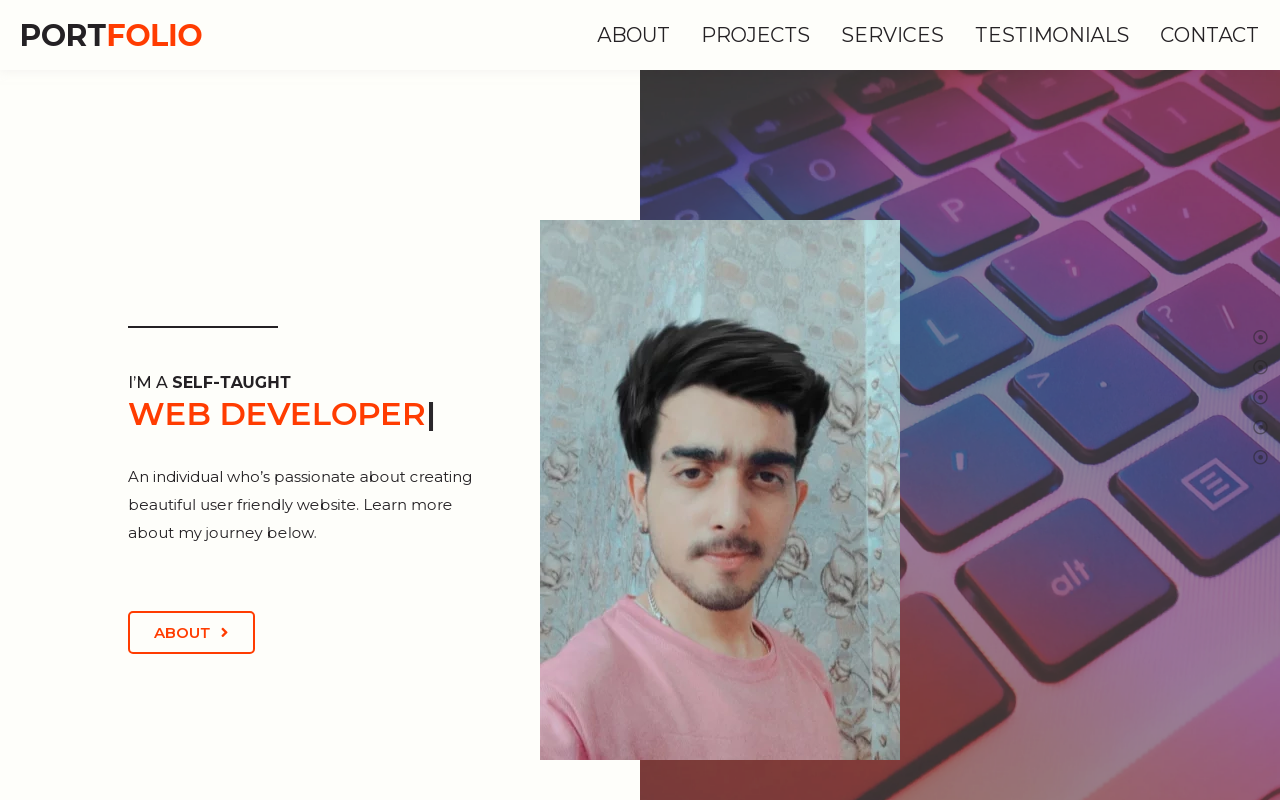 PORTFOLIO
ABOUT PROJECTS SERVICES TESTIMONIALS CONTACT
O
P
[
" '
: ;
L
? /
> .
'
alt
I'M A SELF-TAUGHT
WEB DEVELOPER|
An individual who's passionate about creating
beautiful user friendly website. Learn more
about my journey below.
ABOUT